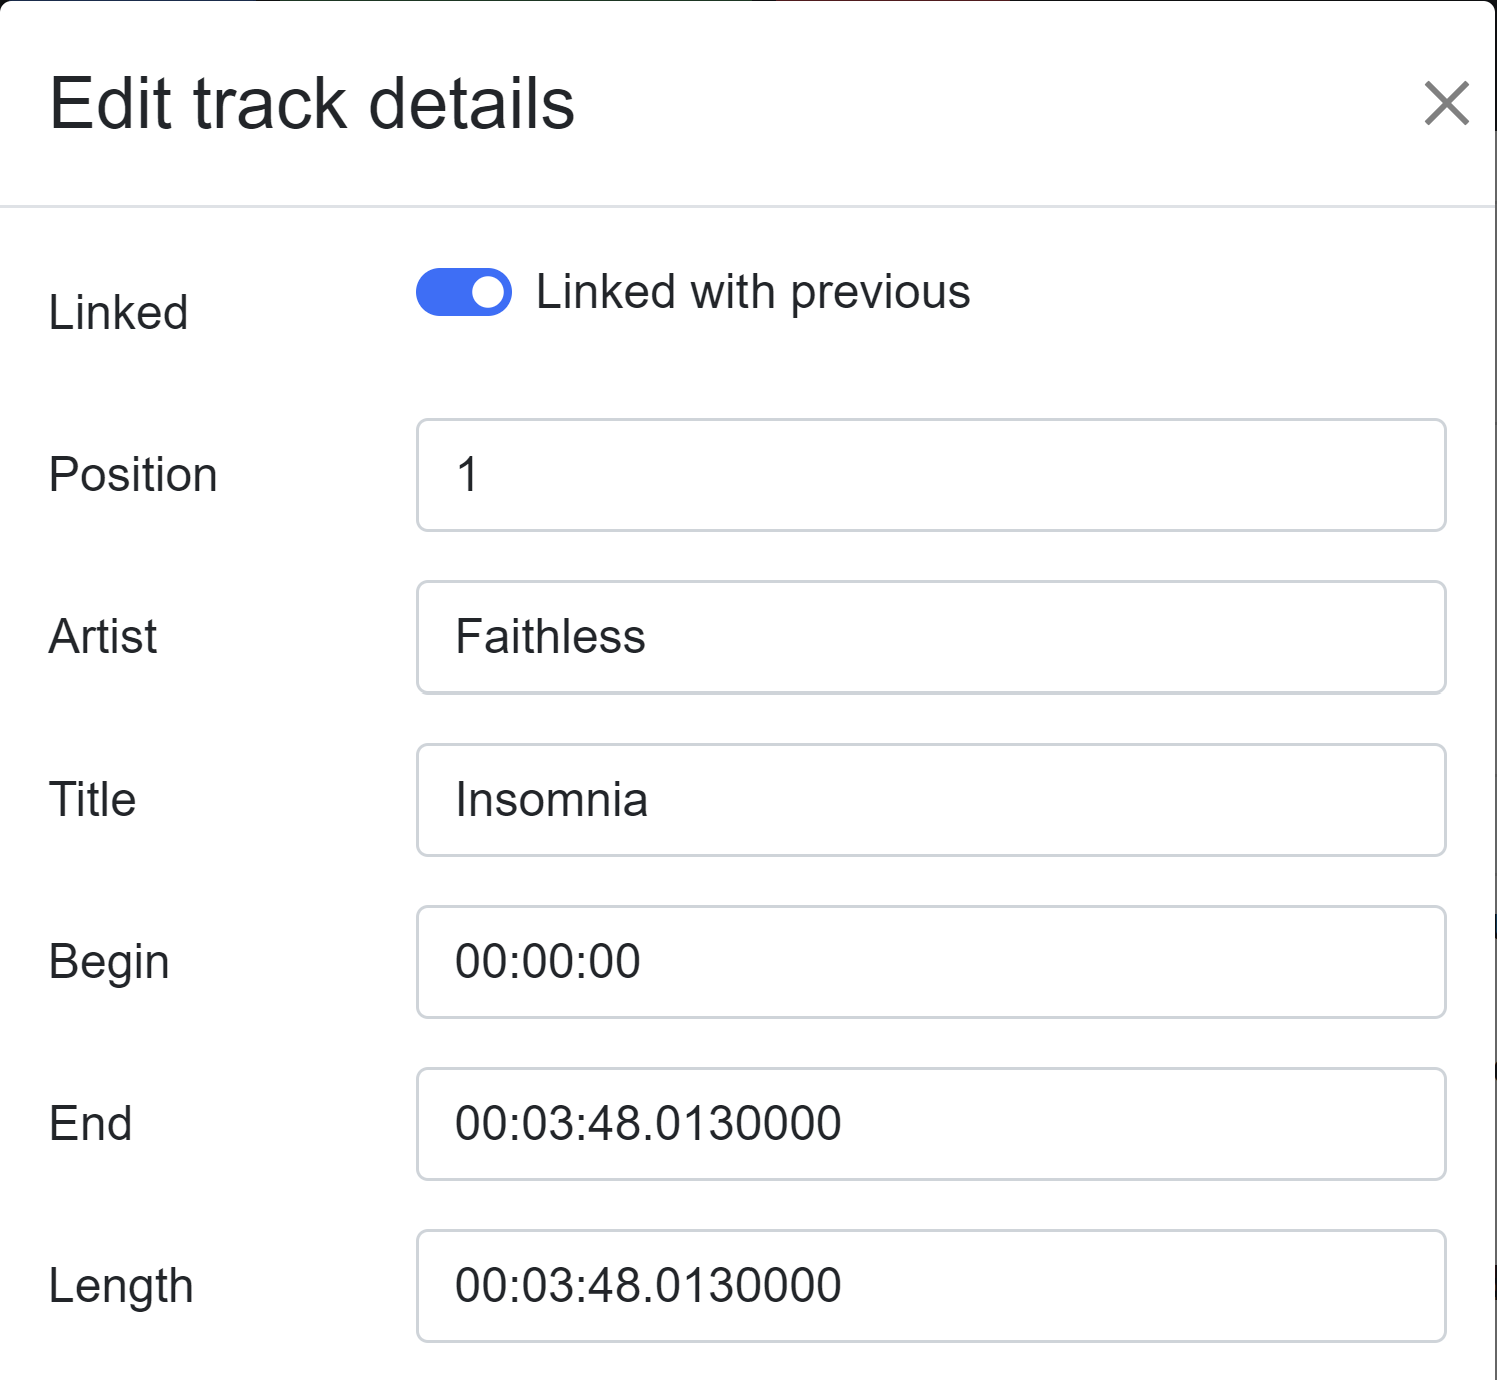 Edit track details
Linked
Linked with previous
Position
1
Artist
Faithless
Title
Insomnia
Begin
00:00:00
End
00:03:48.0130000
Length
00:03:48.0130000